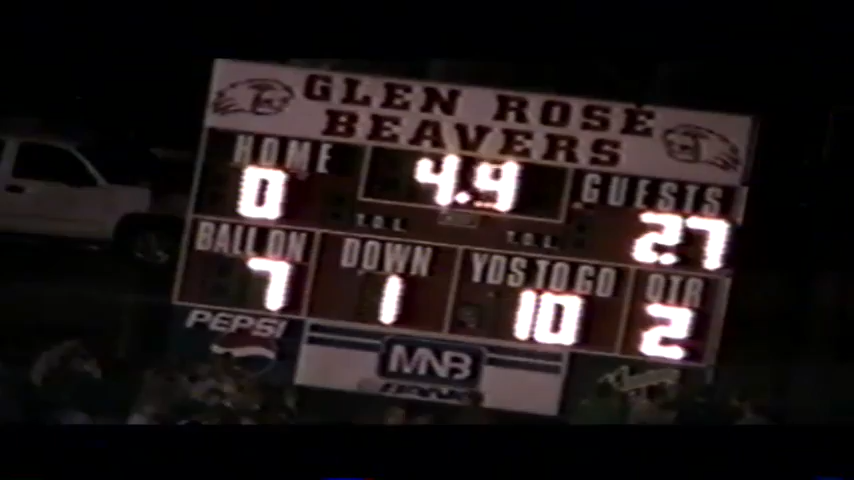 GLEN ROSE
BEAVERS
HOME 4.9 GUESTS
0 27
T.O.L. T.O.L.
BALL ON DOWN YDS TO GO QTR
7 1 10 2
PEPSI MNB